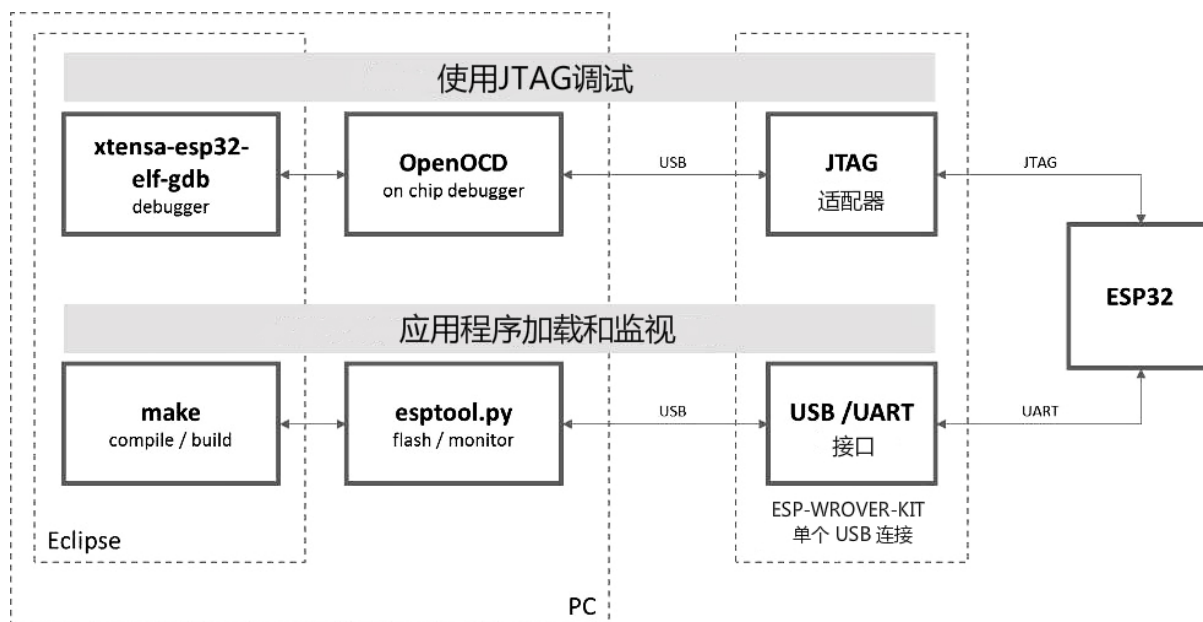 使用JTAG调试
xtensa-esp32-
elf-gdb
debugger
OpenOCD
on chip debugger
USB
JTAG
适配器
JTAG
ESP32
应用程序加载和监视
make
compile / build
esptool.py
flash / monitor
USB
USB /UART
接口
UART
ESP-WROVER-KIT
单个 USB 连接
Eclipse
PC